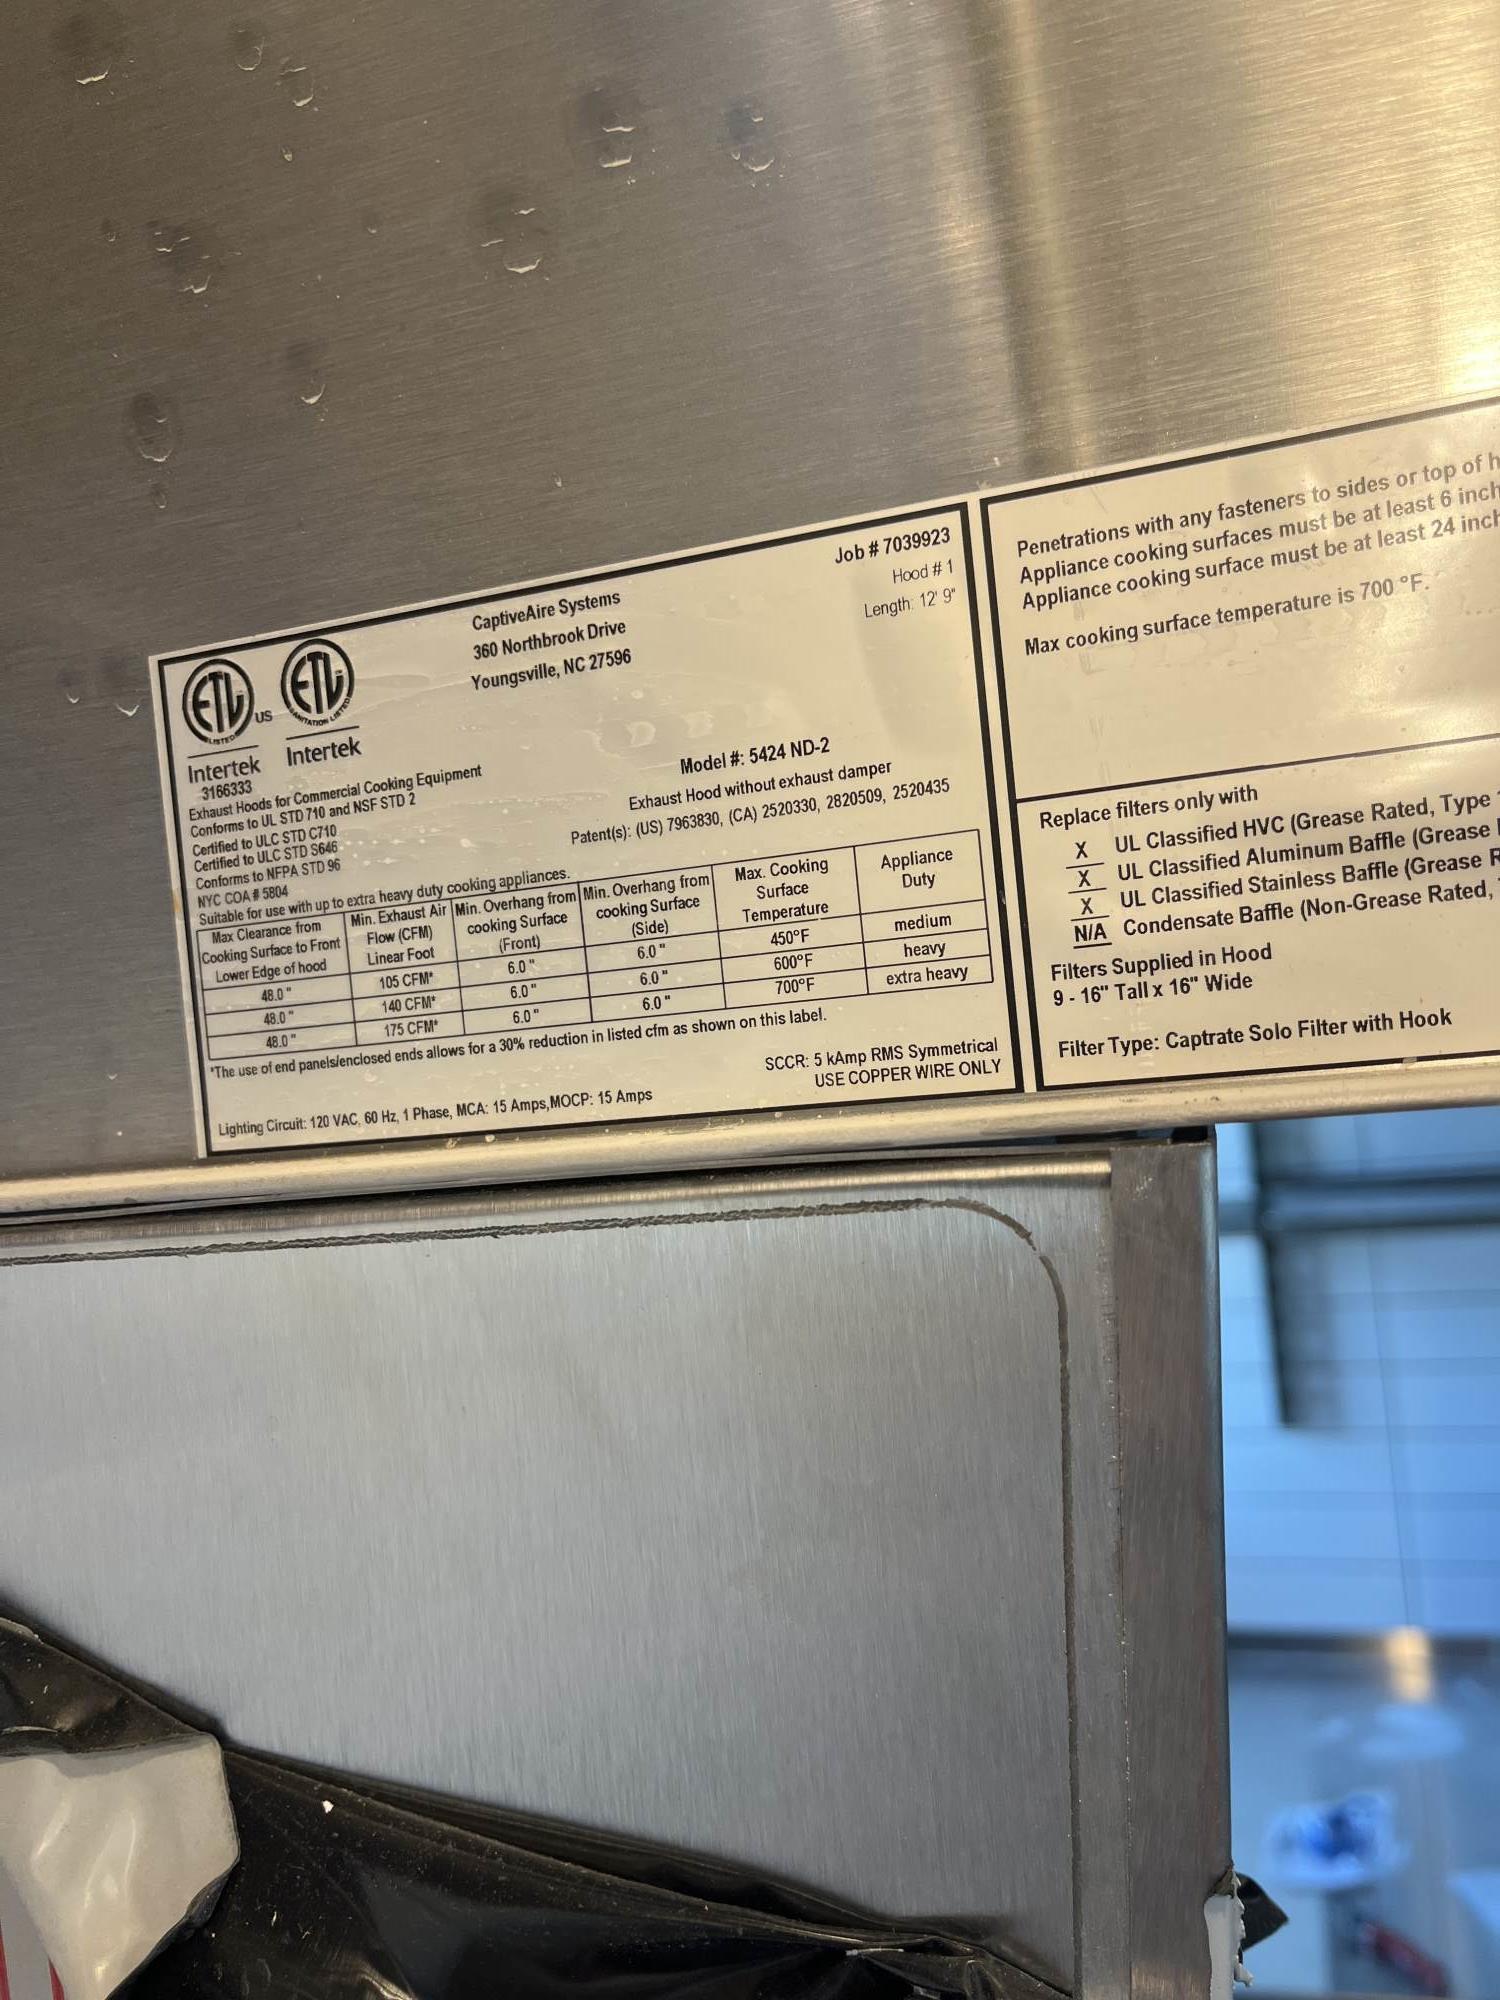 Job # 7039923
Hood # 1
Length: 12' 9"
CaptiveAire Systems
360 Northbrook Drive
Youngsville, NC 27596
ETL
LISTED
US
ETL
SANITATION LISTED
Intertek
3166333
Intertek
Exhaust Hoods for Commercial Cooking Equipment
Conforms to UL STD 710 and NSF STD 2
Certified to ULC STD C710
Certified to ULC STD S646
Conforms to NFPA STD 96
NYC COA # 5804
Model #: 5424 ND-2
Exhaust Hood without exhaust damper
Patent(s): (US) 7963830, (CA) 2520330, 2820509, 2520435
Suitable for use with up to extra heavy duty cooking appliances.
Max Clearance from Cooking Surface to Front Lower Edge of hood
Min. Exhaust Air Flow (CFM) Linear Foot
Min. Overhang from cooking Surface (Front)
Min. Overhang from cooking Surface (Side)
Max. Cooking Surface Temperature
Appliance Duty
48.0 " 105 CFM* 6.0 " 6.0 " 450°F medium
48.0 " 140 CFM* 6.0 " 6.0 " 600°F heavy
48.0 " 175 CFM* 6.0 " 6.0 " 700°F extra heavy
*The use of end panels/enclosed ends allows for a 30% reduction in listed cfm as shown on this label.
SCCR: 5 kAmp RMS Symmetrical
USE COPPER WIRE ONLY
Lighting Circuit: 120 VAC, 60 Hz, 1 Phase, MCA: 15 Amps,MOCP: 15 Amps
Penetrations with any fasteners to sides or top of
Appliance cooking surfaces must be at least 6
Appliance cooking surface must be at least 24
Max cooking surface temperature is 700 °F.
Replace filters only with
X UL Classified HVC (Grease Rated, Type
X UL Classified Aluminum Baffle (Grease
X UL Classified Stainless Baffle (Grease
N/A Condensate Baffle (Non-Grease Rated,
Filters Supplied in Hood
9 - 16" Tall x 16" Wide
Filter Type: Captrate Solo Filter with Hook